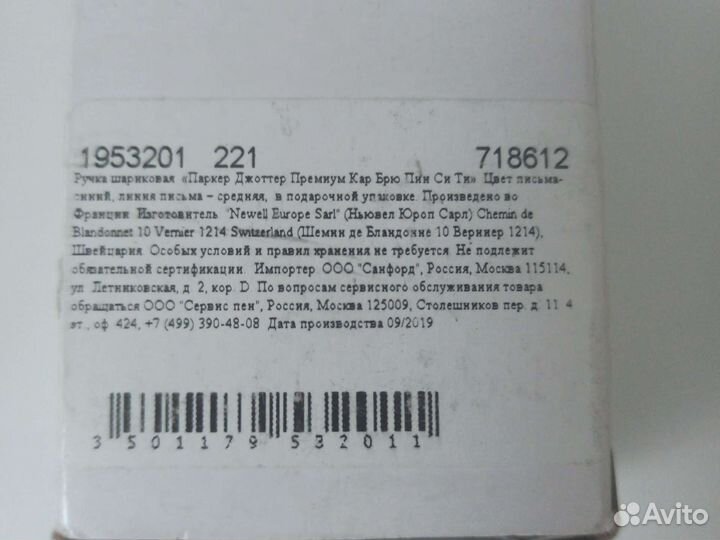 1953201 221 718612
Ручка шариковая «Паркер Джоттер Премиум Кар Брю Пин Си Ти» Цвет письма-
синий, линия письма – средняя, в подарочной упаковке. Произведено во
Франции. Изготовитель "Newell Europe Sarl" (Ньювел Юроп Сарл) Chemin de
Blandonnet 10 Vernier 1214 Switzerland (Шемин де Бландонне 10 Верниер 1214),
Швейцария. Особых условий и правил хранения не требуется. Не подлежит
обязательной сертификации. Импортер ООО "Санфорд", Россия, Москва 115114,
ул. Летниковская, д. 2, кор. D. По вопросам сервисного обслуживания товара
обращаться ООО "Сервис пен", Россия, Москва 125009, Столешников пер. д. 11 4
эт., оф. 424, +7 (499) 390-48-08 Дата производства 09/2019
3 501179 532011
Avito